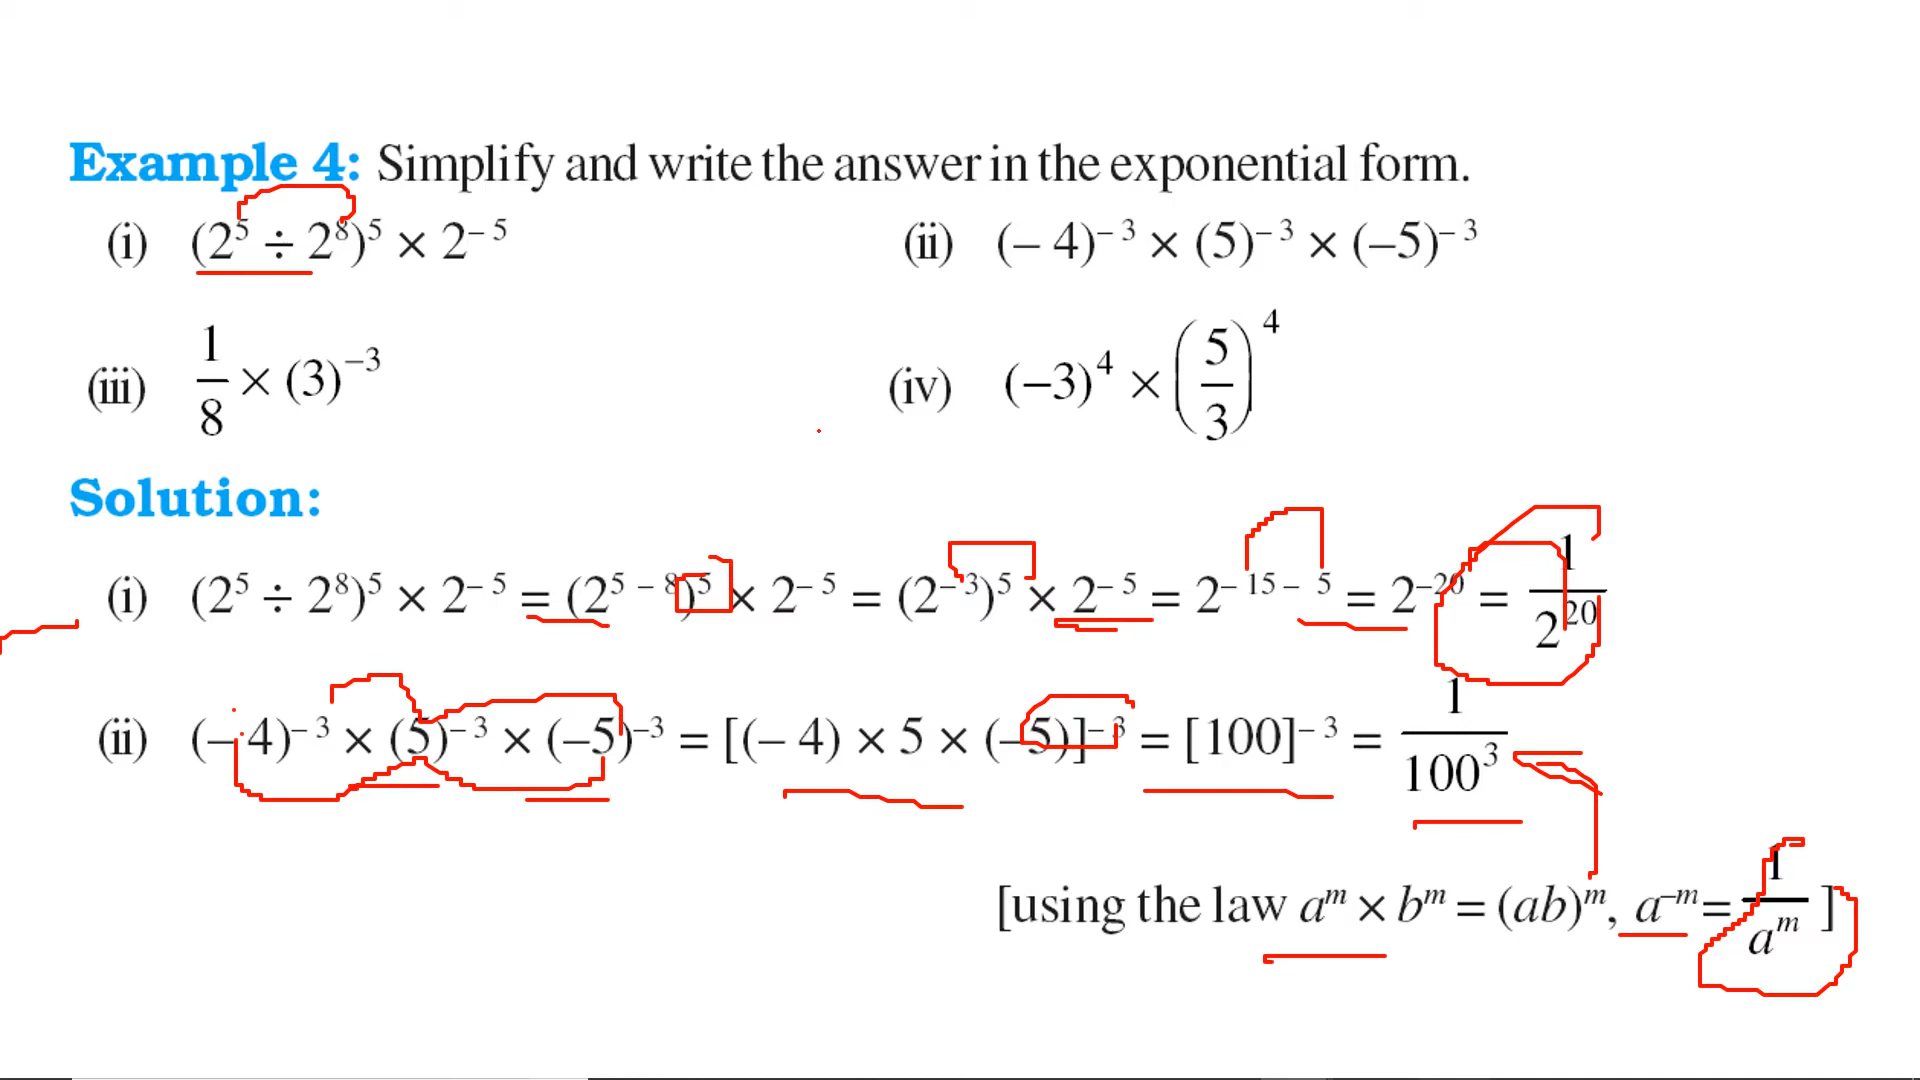 Example 4: Simplify and write the answer in the exponential form.
(i) (2⁵ ÷ 2⁸)⁵ × 2⁻⁵ (ii) (– 4)⁻³ × (5)⁻³ × (–5)⁻³
(iii) 1/8 × (3)⁻³ (iv) (–3)⁴ × (5/3)⁴
Solution:
(i) (2⁵ ÷ 2⁸)⁵ × 2⁻⁵ = (2⁵⁻⁸)⁵ × 2⁻⁵ = (2⁻³)⁵ × 2⁻⁵ = 2⁻¹⁵⁻⁵ = 2⁻²⁰ = 1/2²⁰
(ii) (– 4)⁻³ × (5)⁻³ × (–5)⁻³ = [(– 4) × 5 × (–5)]⁻³ = [100]⁻³ = 1/100³
[using the law aᵐ × bᵐ = (ab)ᵐ, a⁻ᵐ= 1/aᵐ ]